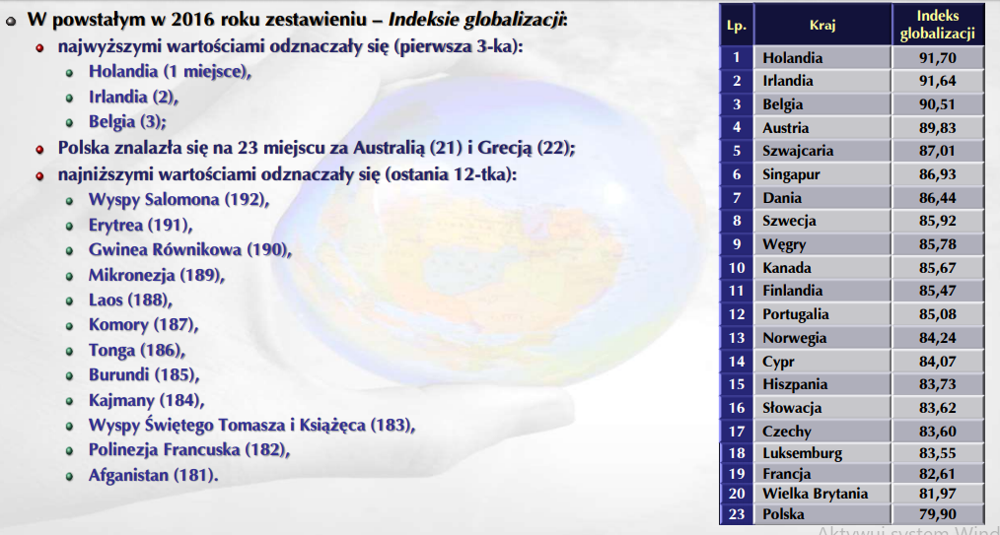 W powstałym w 2016 roku zestawieniu – Indeksie globalizacji:
najwyższymi wartościami odznaczały się (pierwsza 3-ka):
Holandia (1 miejsce),
Irlandia (2),
Belgia (3);
Polska znalazła się na 23 miejscu za Australią (21) i Grecją (22);
najniższymi wartościami odznaczały się (ostania 12-tka):
Wyspy Salomona (192),
Erytrea (191),
Gwinea Równikowa (190),
Mikronezja (189),
Laos (188),
Komory (187),
Tonga (186),
Burundi (185),
Kajmany (184),
Wyspy Świętego Tomasza i Książęca (183),
Polinezja Francuska (182),
Afganistan (181).
Lp. Kraj Indeks globalizacji
1 Holandia 91,70
2 Irlandia 91,64
3 Belgia 90,51
4 Austria 89,83
5 Szwajcaria 87,01
6 Singapur 86,93
7 Dania 86,44
8 Szwecja 85,92
9 Węgry 85,78
10 Kanada 85,67
11 Finlandia 85,47
12 Portugalia 85,08
13 Norwegia 84,24
14 Cypr 84,07
15 Hiszpania 83,73
16 Słowacja 83,62
17 Czechy 83,60
18 Luksemburg 83,55
19 Francja 82,61
20 Wielka Brytania 81,97
23 Polska 79,90
Aktywuj system Wind